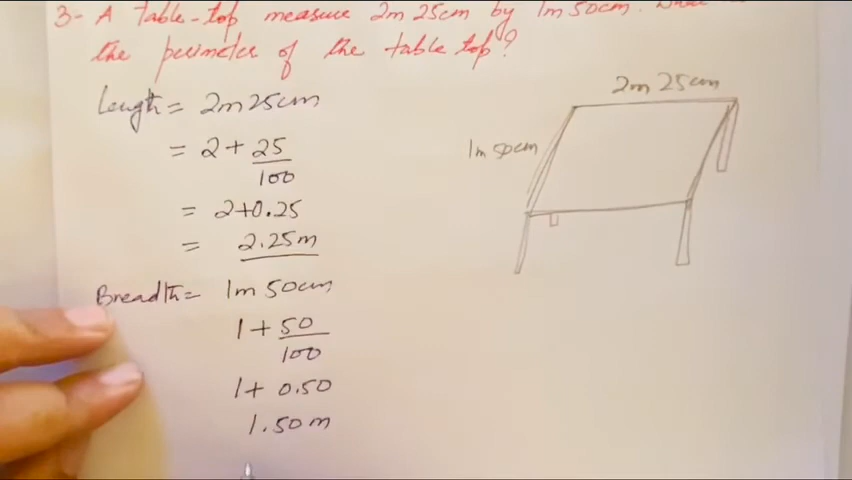 3- A table-top measure 2m 25cm by 1m 50cm.
the perimeter of the table top?
Length = 2m 25cm
= 2 + 25/100
= 2+0.25
= 2.25m
Breadth = 1m 50cm
1 + 50/100
1 + 0.50
1.50m
2m 25cm
1m 50cm